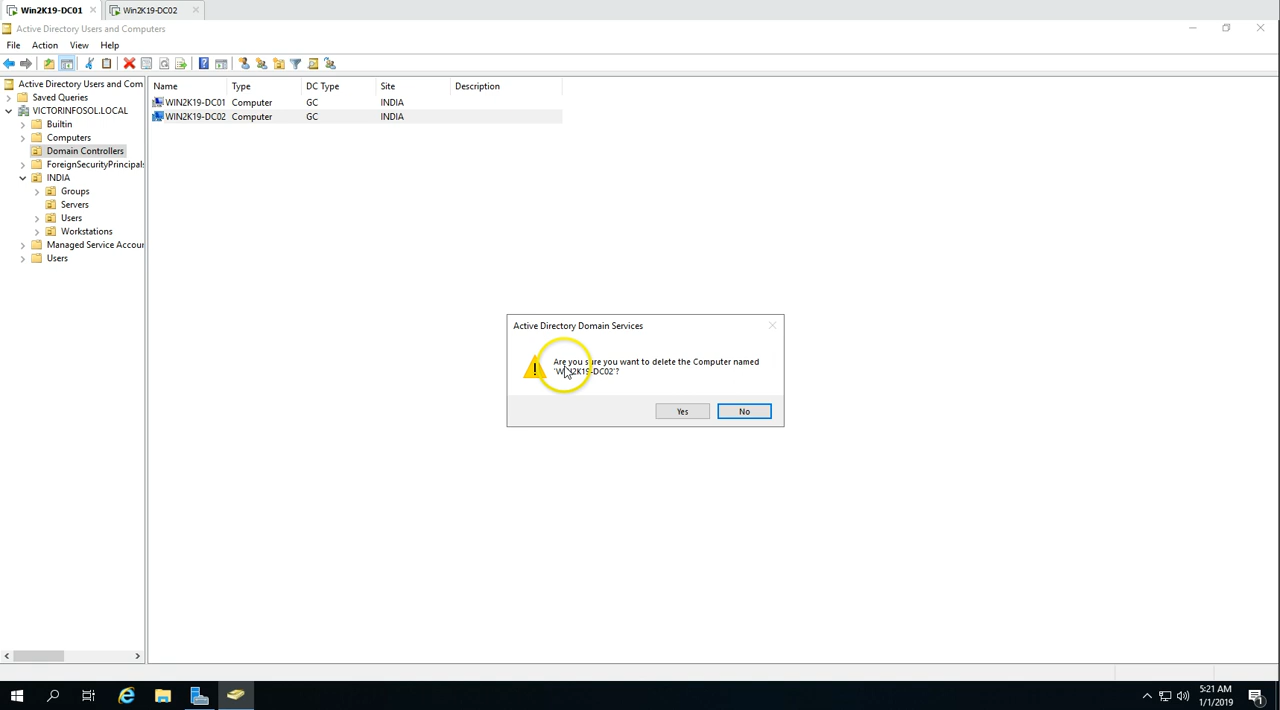 Win2K19-DC01
Win2K19-DC02
Active Directory Users and Computers
File Action View Help
Active Directory Users and Com
Saved Queries
VICTORINFOSOL.LOCAL
Builtin
Computers
Domain Controllers
ForeignSecurityPrincipals
INDIA
Groups
Servers
Users
Workstations
Managed Service Accour
Users
Name Type DC Type Site Description
WIN2K19-DC01 Computer GC INDIA
WIN2K19-DC02 Computer GC INDIA
Active Directory Domain Services
Are you sure you want to delete the Computer named
'WIN2K19-DC02'?
Yes No
5:21 AM
1/1/2019
1